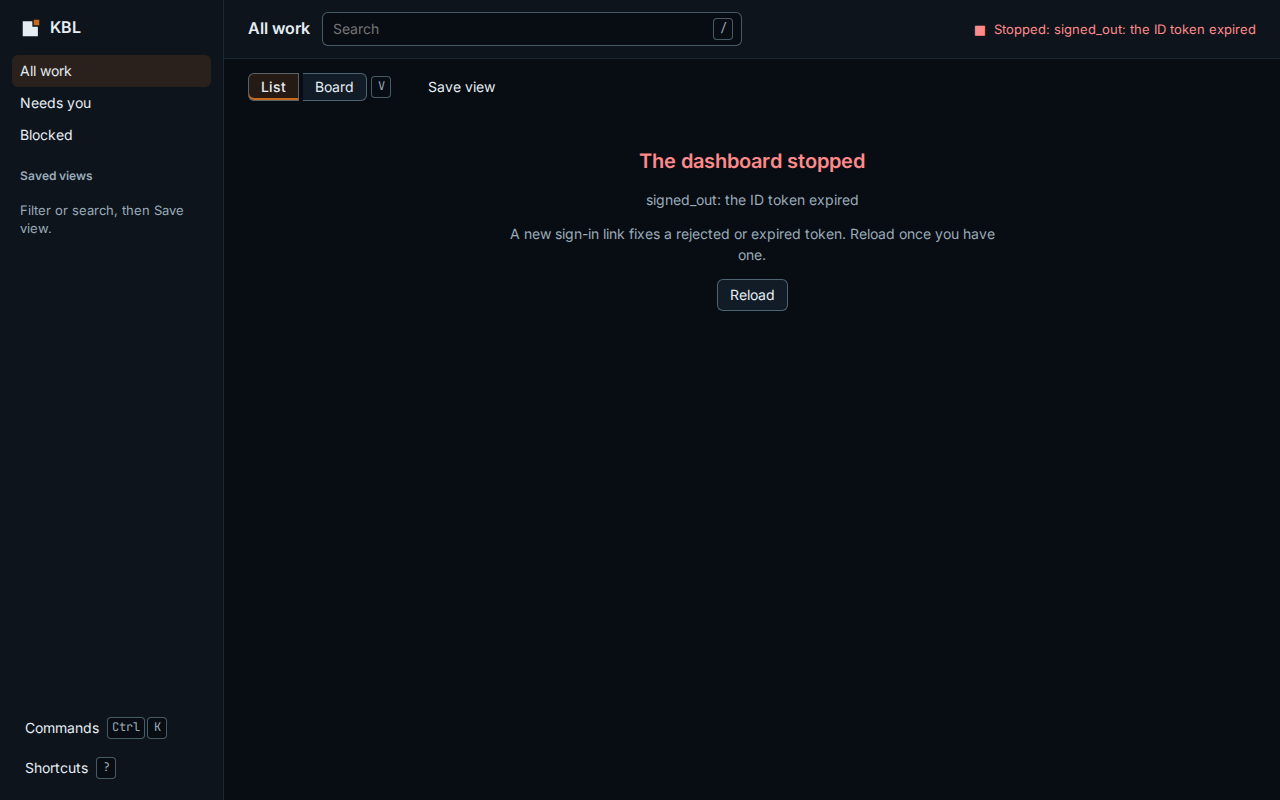 KBL
All work
Needs you
Blocked
Saved views
Filter or search, then Save
view.
Commands Ctrl K
Shortcuts ?
All work
Search /
Stopped: signed_out: the ID token expired
List Board V Save view
The dashboard stopped
signed_out: the ID token expired
A new sign-in link fixes a rejected or expired token. Reload once you have
one.
Reload